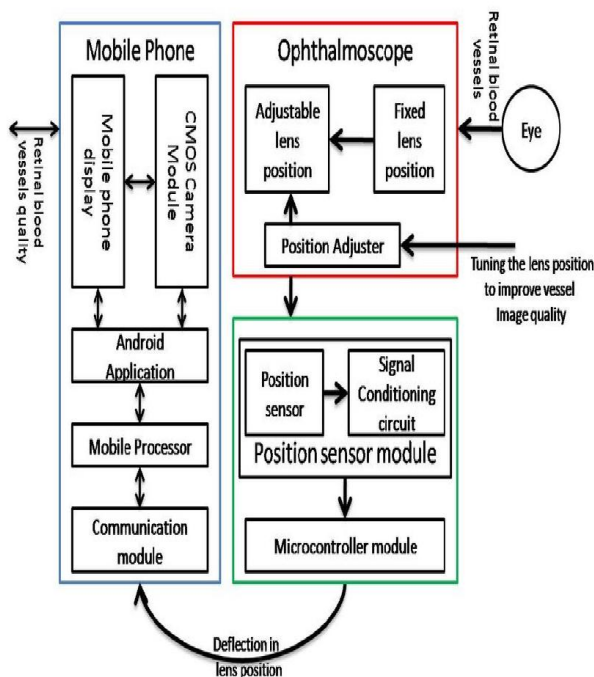 Mobile Phone
Retinal blood
vessels quality
Mobile phone
display
CMOS Camera
Module
Android
Application
Mobile Processor
Communication
module
Ophthalmoscope
Adjustable
lens
position
Fixed
lens
position
Position Adjuster
Retinal blood
vessels
Eye
Tuning the lens position
to improve vessel
Image quality
Position
sensor
Signal
Conditioning
circuit
Position sensor module
Microcontroller module
Deflection in
lens position